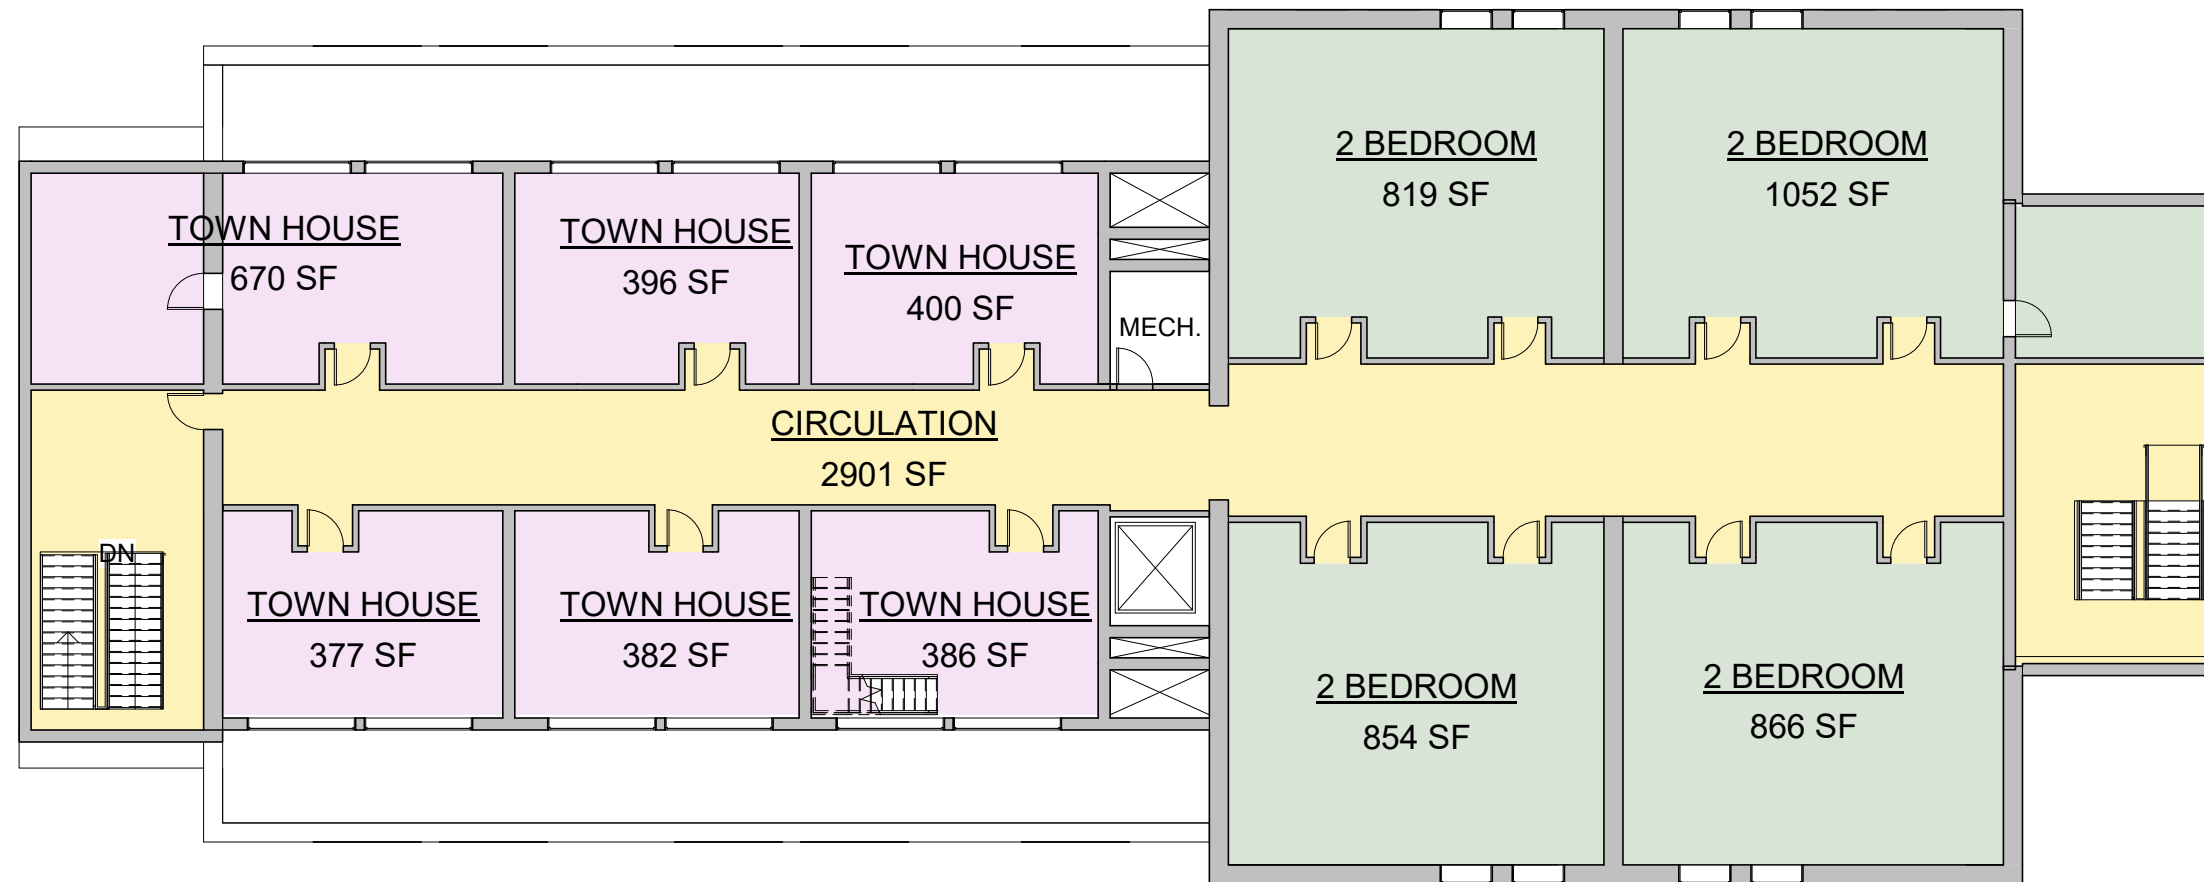 2 BEDROOM
819 SF
2 BEDROOM
1052 SF
TOWN HOUSE
670 SF
TOWN HOUSE
396 SF
TOWN HOUSE
400 SF
MECH.
CIRCULATION
2901 SF
DN
TOWN HOUSE
377 SF
TOWN HOUSE
382 SF
TOWN HOUSE
386 SF
2 BEDROOM
854 SF
2 BEDROOM
866 SF